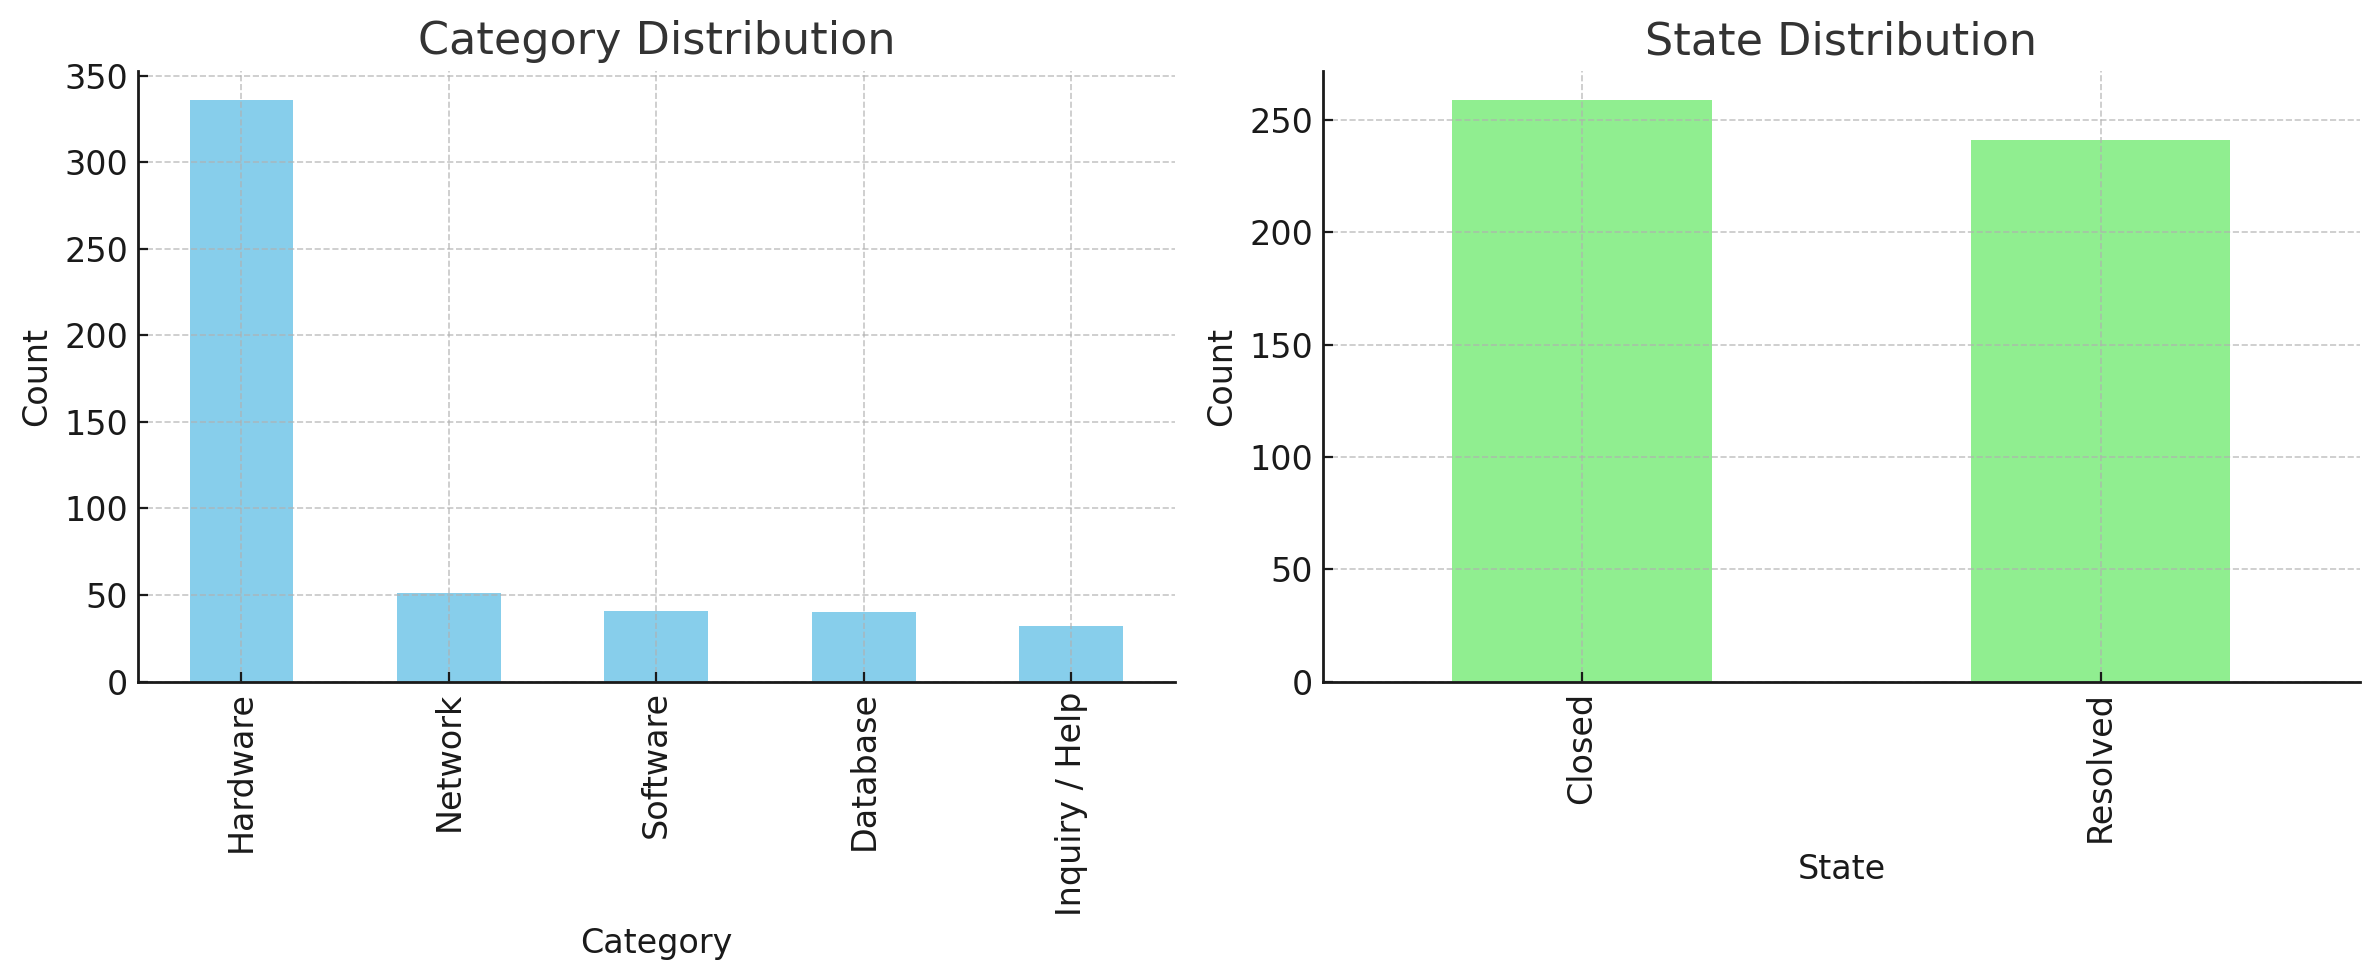 Category Distribution
350
300
250
200
150
100
50
0
Count
Hardware
Network
Software
Database
Inquiry / Help
Category
State Distribution
250
200
150
100
50
0
Count
Closed
Resolved
State